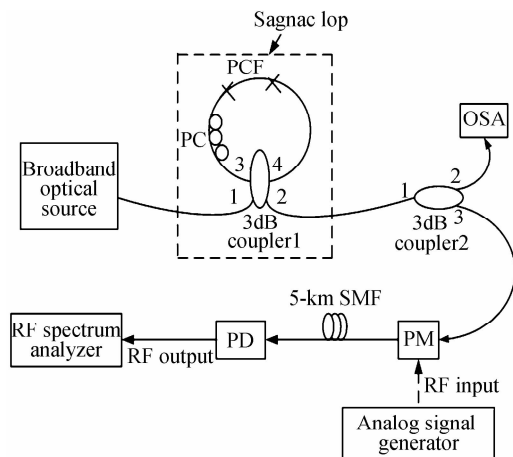 Sagnac lop
PCF
PC
3
4
1
2
3dB
coupler1
Broadband
optical
source
OSA
1
2
3
3dB
coupler2
5-km SMF
RF spectrum
analyzer
RF output
PD
PM
RF input
Analog signal
generator